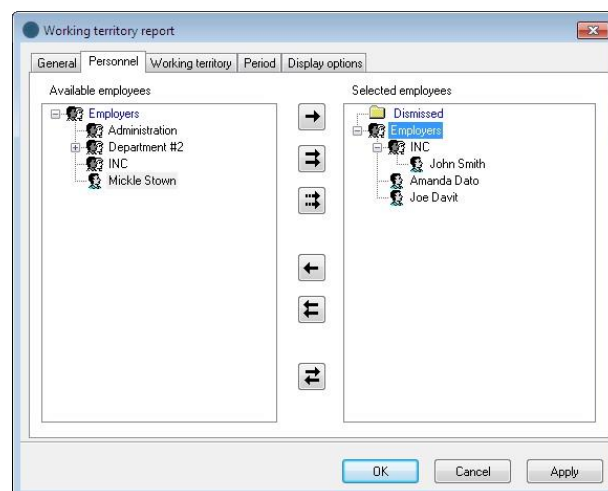 Working territory report
General Personnel Working territory Period Display options
Available employees
Employers
Administration
Department #2
INC
Mickle Stown
Selected employees
Dismissed
Employers
INC
John Smith
Amanda Dato
Joe Davit
OK Cancel Apply